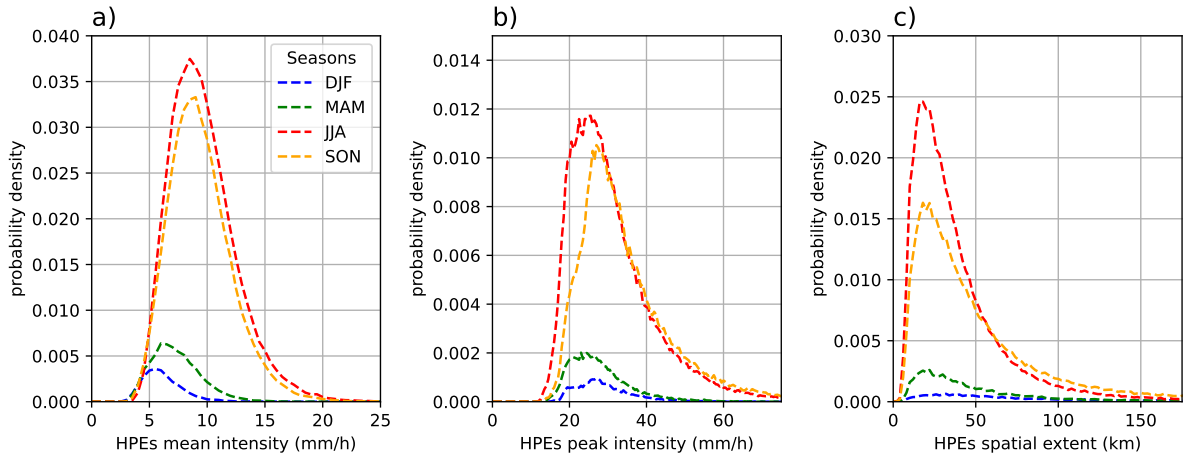 a)
probability density
0.040
0.035
0.030
0.025
0.020
0.015
0.010
0.005
0.000
0 5 10 15 20 25
HPEs mean intensity (mm/h)
Seasons
DJF
MAM
JJA
SON
b)
probability density
0.014
0.012
0.010
0.008
0.006
0.004
0.002
0.000
0 20 40 60
HPEs peak intensity (mm/h)
c)
probability density
0.030
0.025
0.020
0.015
0.010
0.005
0.000
0 50 100 150
HPEs spatial extent (km)